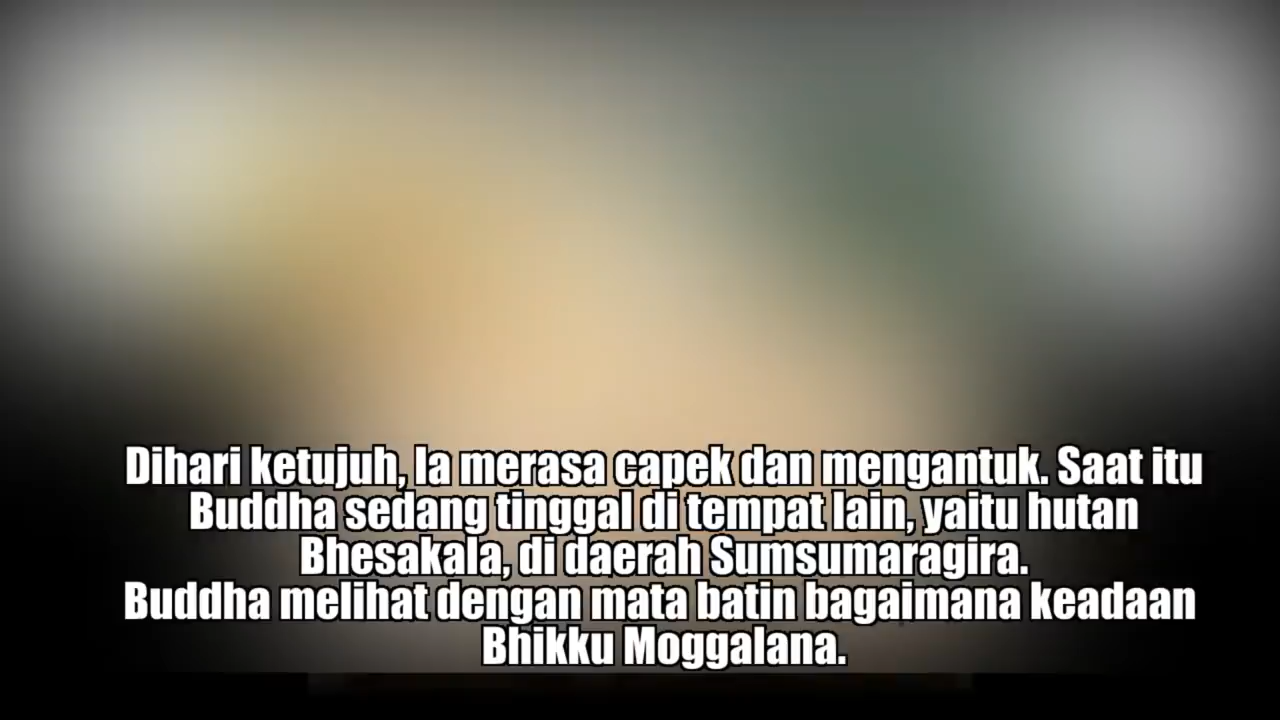 Dihari ketujuh, Ia merasa capek dan mengantuk. Saat itu
Buddha sedang tinggal di tempat lain, yaitu hutan
Bhesakala, di daerah Sumsumaragira.
Buddha melihat dengan mata batin bagaimana keadaan
Bhikku Moggalana.